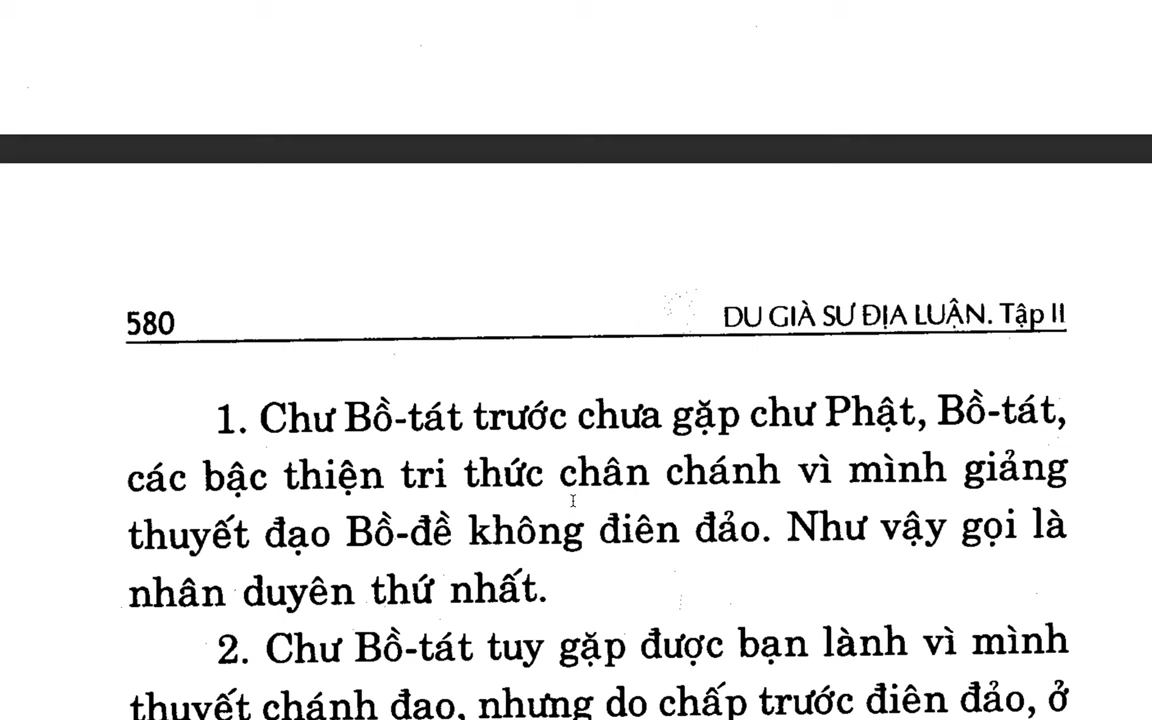 580
DU GIÀ SƯ ĐỊA LUẬN. Tập II
1. Chư Bồ-tát trước chưa gặp chư Phật, Bồ-tát,
các bậc thiện tri thức chân chánh vì mình giảng
thuyết đạo Bồ-đề không điên đảo. Như vậy gọi là
nhân duyên thứ nhất.
2. Chư Bồ-tát tuy gặp được bạn lành vì mình
thuyết chánh đạo, nhưng do chấp trước điên đảo, ở